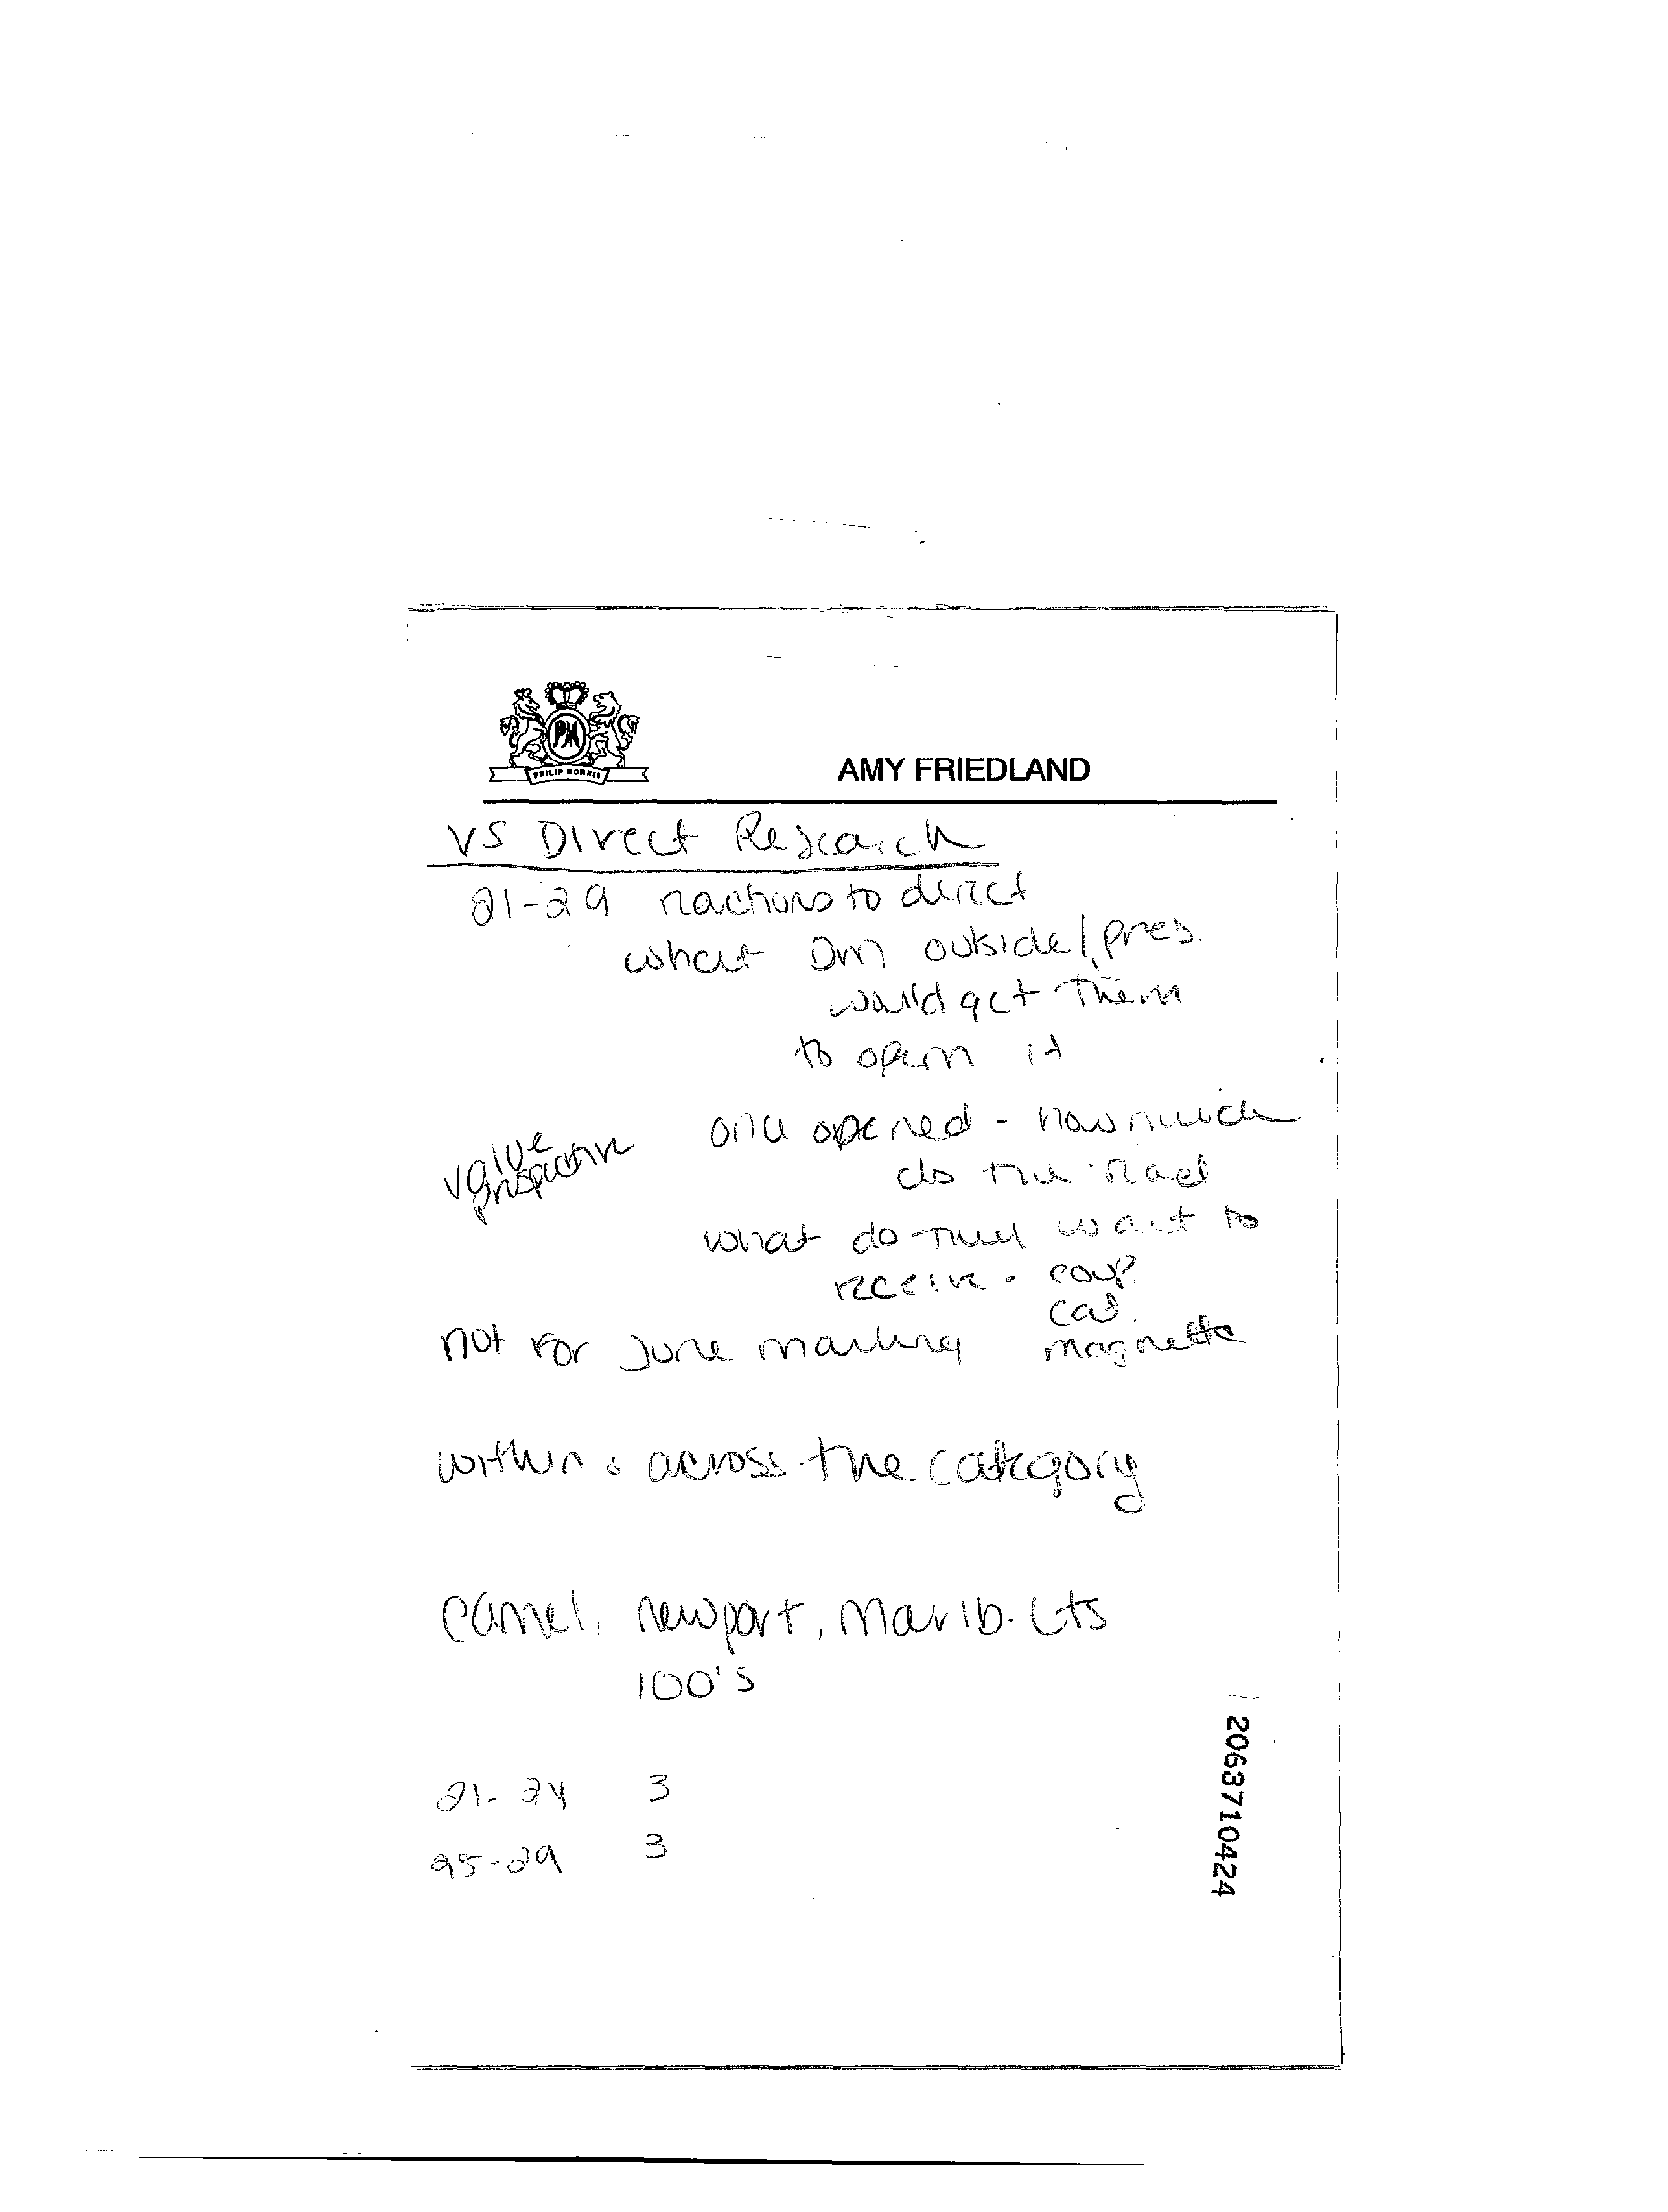 PM
PHILIP MORRIS
AMY FRIEDLAND
VS Direct Research
21-29 reactions to direct
what DM outside/pres.
would get them
to open it
once opened - how much
do they read
value
what do they want to
receive - coup.
cat.
not for June mailing magnette
within & across the category
Camel, Newport, Marlb. Lts
100's
21-24 3
25-29 3
2063710424